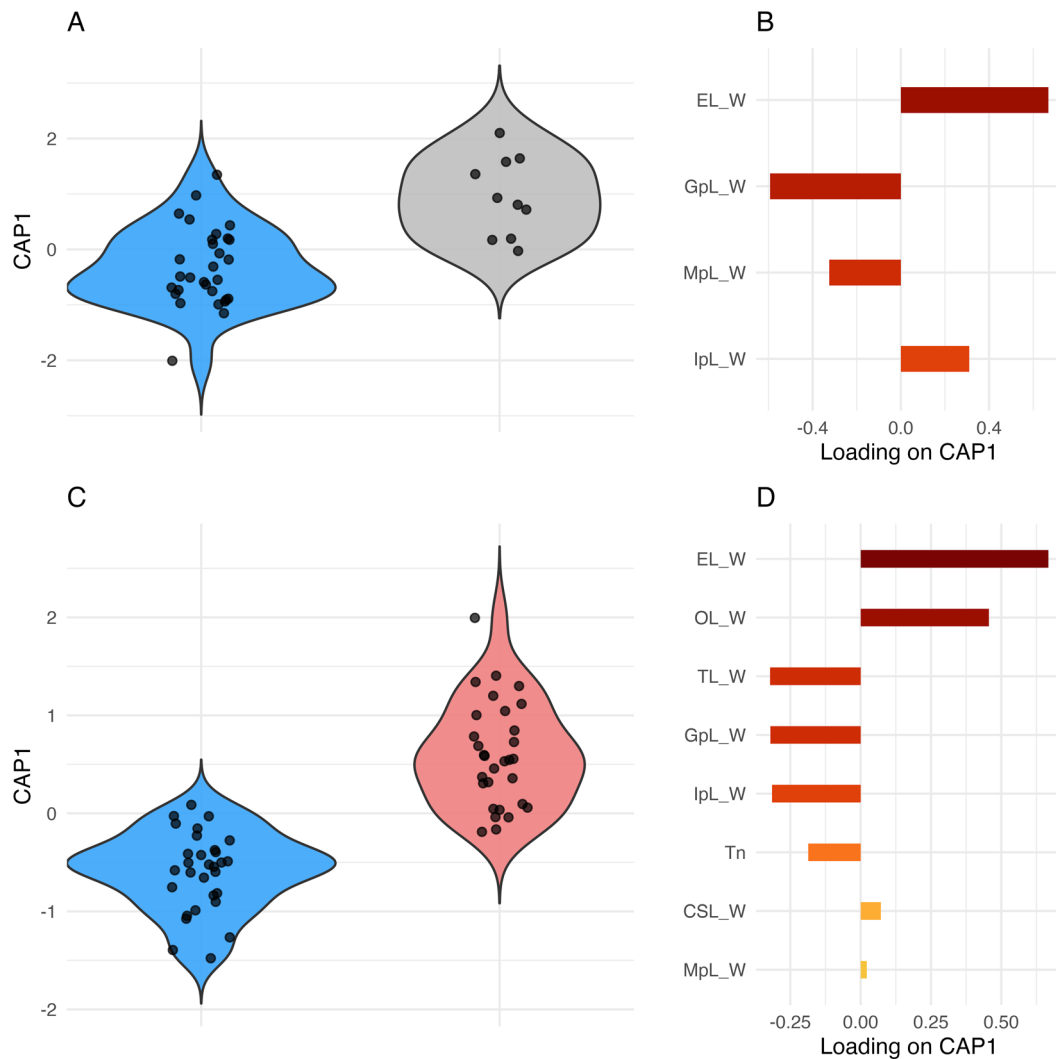 A
CAP1
2
0
-2
B
EL_W
GpL_W
MpL_W
IpL_W
-0.4 0.0 0.4
Loading on CAP1
C
CAP1
2
1
0
-1
-2
D
EL_W
OL_W
TL_W
GpL_W
IpL_W
Tn
CSL_W
MpL_W
-0.25 0.00 0.25 0.50
Loading on CAP1